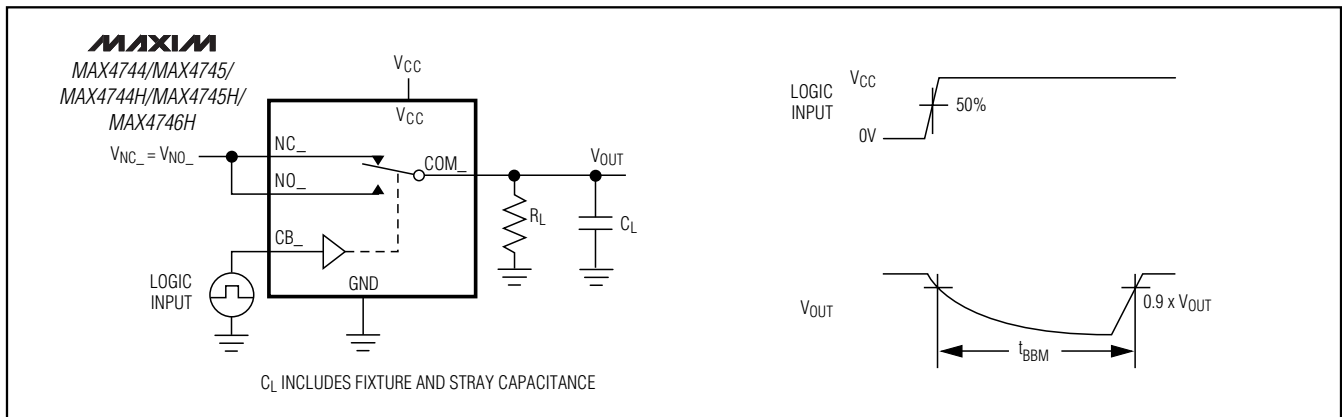 MAXIM
MAX4744/MAX4745/
MAX4744H/MAX4745H/
MAX4746H
VCC
VCC
VNC_ = VNO_
NC_
NO_
COM_
VOUT
RL
CL
CB_
LOGIC
INPUT
GND
CL INCLUDES FIXTURE AND STRAY CAPACITANCE
LOGIC
INPUT
VCC
50%
0V
VOUT
0.9 x VOUT
tBBM